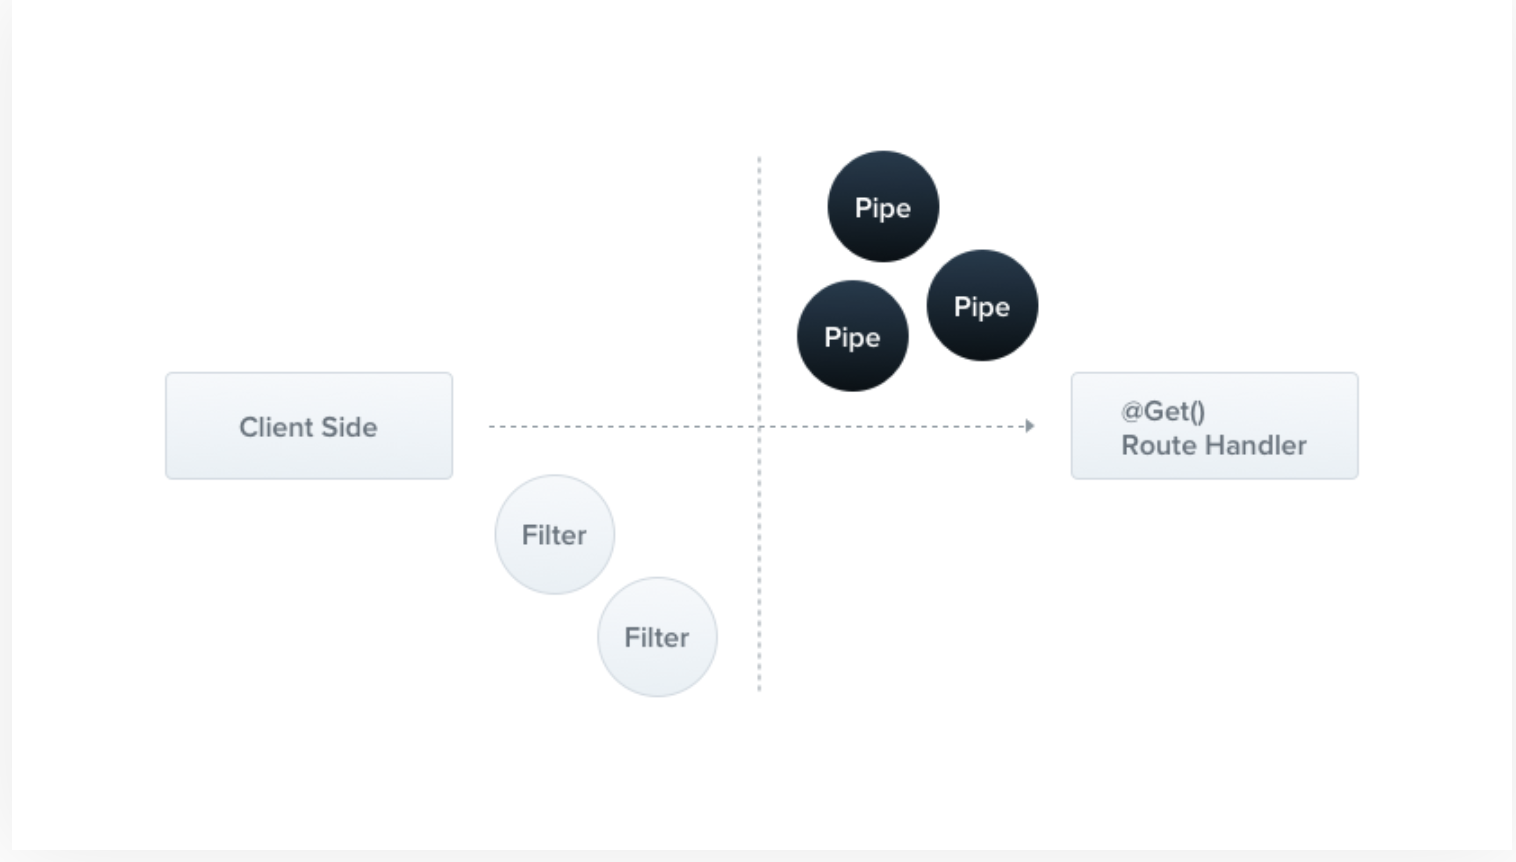 Pipe
Pipe
Pipe
Client Side
@Get()
Route Handler
Filter
Filter